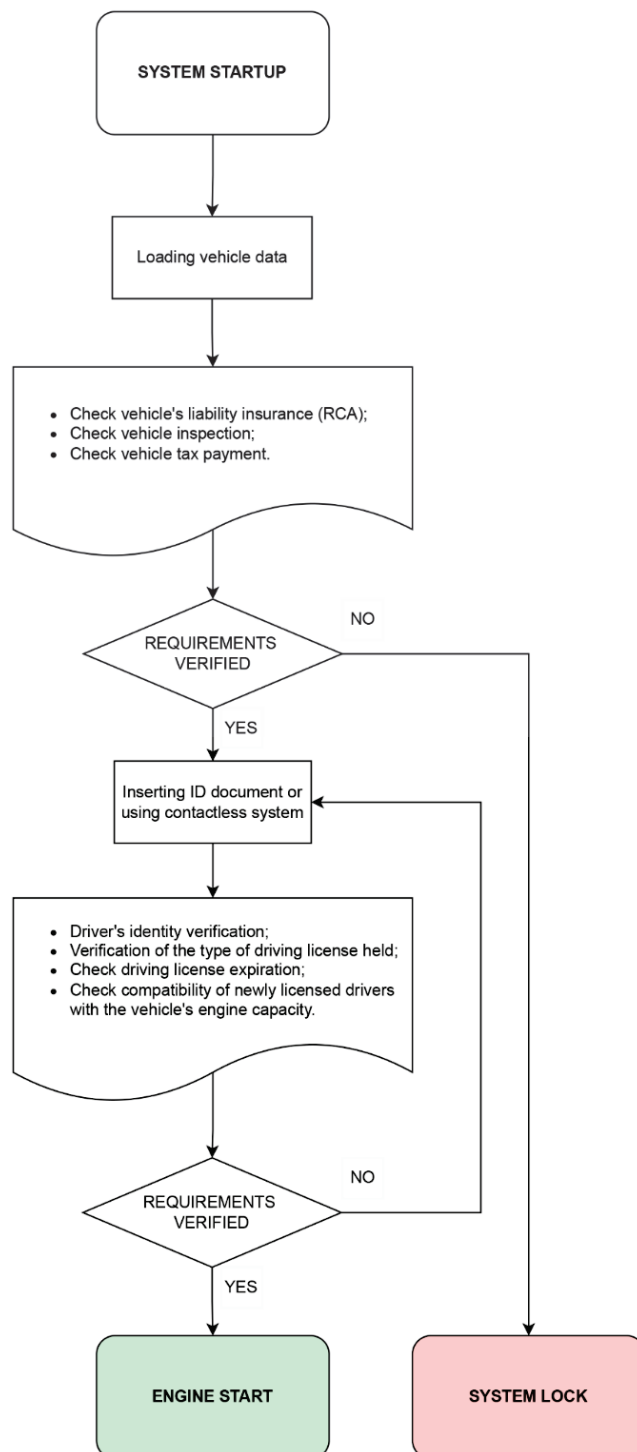 SYSTEM STARTUP
Loading vehicle data
• Check vehicle's liability insurance (RCA);
• Check vehicle inspection;
• Check vehicle tax payment.
NO
REQUIREMENTS
VERIFIED
YES
Inserting ID document or
using contactless system
• Driver's identity verification;
• Verification of the type of driving license held;
• Check driving license expiration;
• Check compatibility of newly licensed drivers
with the vehicle's engine capacity.
NO
REQUIREMENTS
VERIFIED
YES
ENGINE START
SYSTEM LOCK